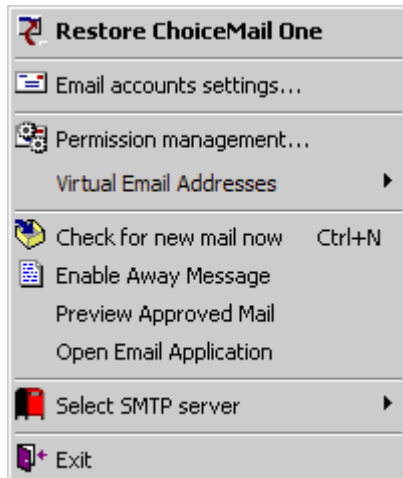 Restore ChoiceMail One
Email accounts settings...
Permission management...
Virtual Email Addresses
Check for new mail now Ctrl+N
Enable Away Message
Preview Approved Mail
Open Email Application
Select SMTP server
Exit